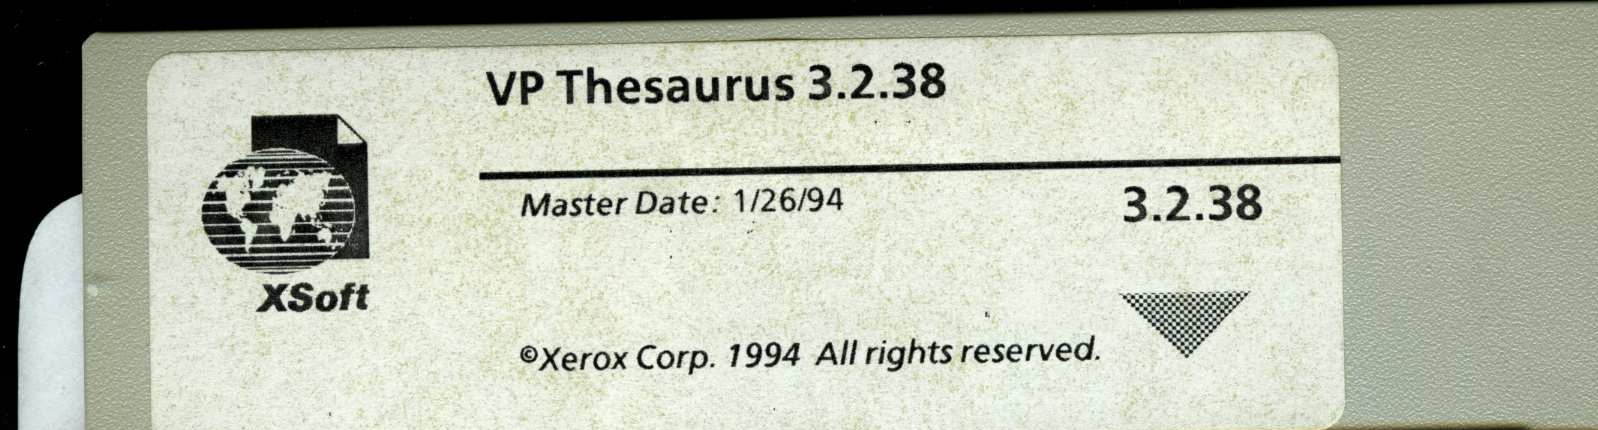 VP Thesaurus 3.2.38
Master Date: 1/26/94
3.2.38
XSoft
©Xerox Corp. 1994 All rights reserved.